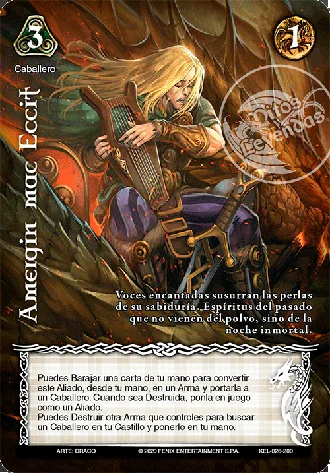 3
1
Caballero
Mitos y Leyendas
Amergin mac Eccit
Voces encantadas susurran las perlas
de su sabiduría. Espíritus del pasado
que no vienen del polvo, sino de la
noche inmortal.
Puedes Barajar una carta de tu mano para convertir
este Aliado, desde tu mano, en un Arma y portarla a
un Caballero. Cuando sea Destruida, ponla en juego
como un Aliado.
Puedes Destruir otra Arma que controles para buscar
un Caballero en tu Castillo y ponerlo en tu mano.
ARTE: DRAGO
© 2020 FENIX ENTERTAINMENT S.P.A.